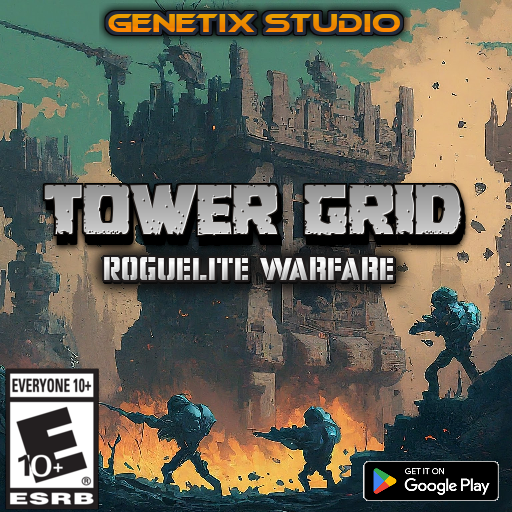 GENETIX STUDIO
TOWER GRID
ROGUELITE WARFARE
EVERYONE 10+
E
10+
ESRB
GET IT ON
Google Play